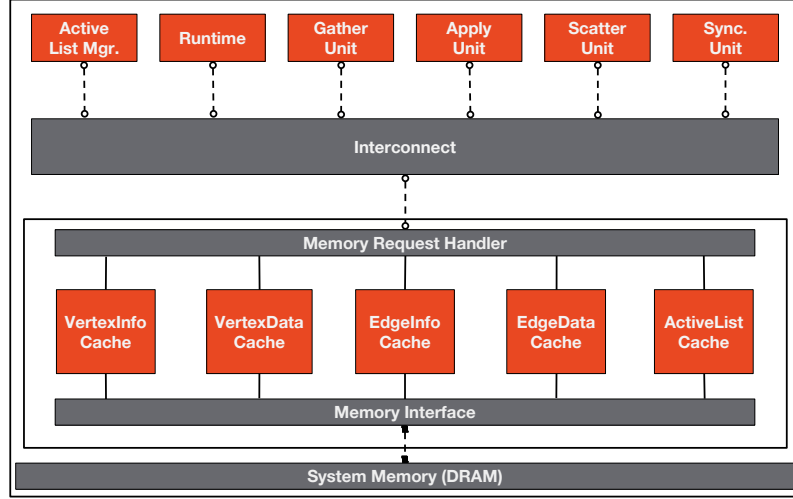 Active
List Mgr.
Runtime
Gather
Unit
Apply
Unit
Scatter
Unit
Sync.
Unit
Interconnect
Memory Request Handler
VertexInfo
Cache
VertexData
Cache
EdgeInfo
Cache
EdgeData
Cache
ActiveList
Cache
Memory Interface
System Memory (DRAM)